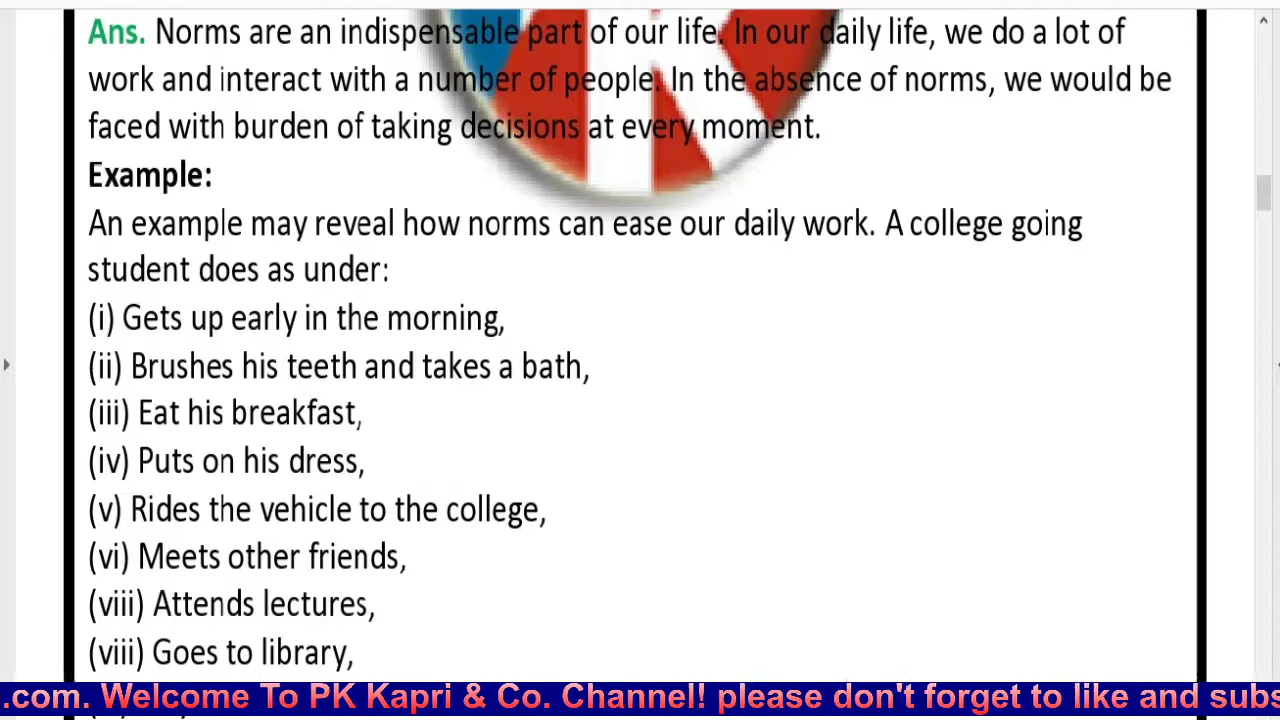 Ans. Norms are an indispensable part of our life. In our daily life, we do a lot of
work and interact with a number of people. In the absence of norms, we would be
faced with burden of taking decisions at every moment.
Example:
An example may reveal how norms can ease our daily work. A college going
student does as under:
(i) Gets up early in the morning,
(ii) Brushes his teeth and takes a bath,
(iii) Eat his breakfast,
(iv) Puts on his dress,
(v) Rides the vehicle to the college,
(vi) Meets other friends,
(viii) Attends lectures,
(viii) Goes to library,
.com. Welcome To PK Kapri & Co. Channel! please don't forget to like and subs